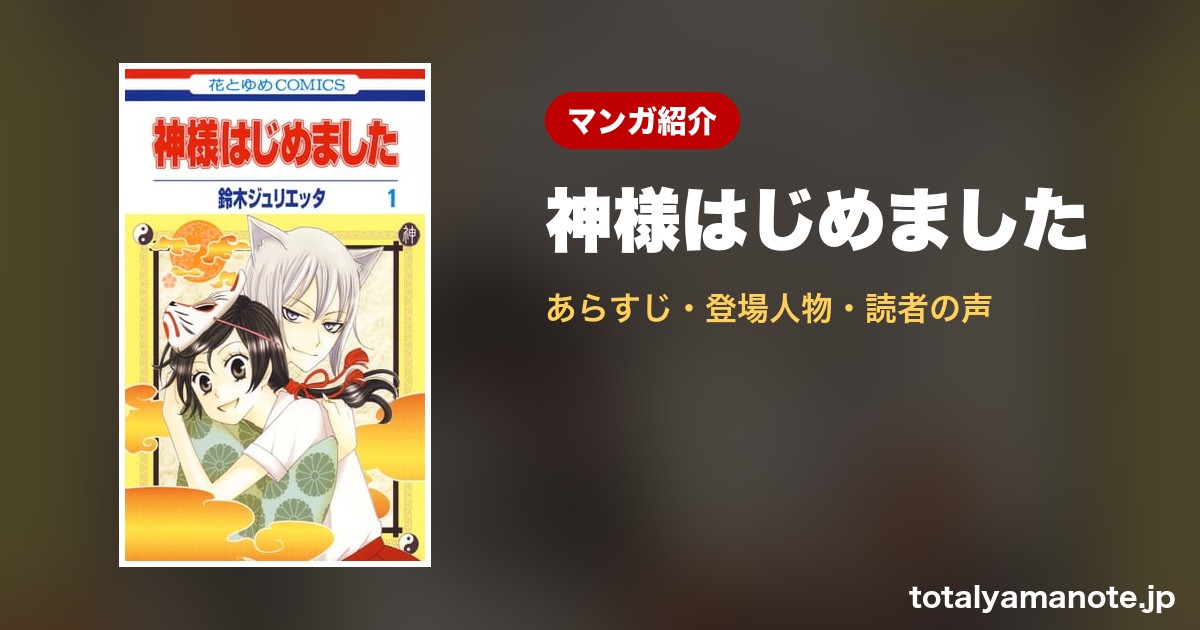 花とゆめCOMICS
神様はじめました
鈴木ジュリエッタ 1
神
マンガ紹介
神様はじめました
あらすじ・登場人物・読者の声
totalyamanote.jp